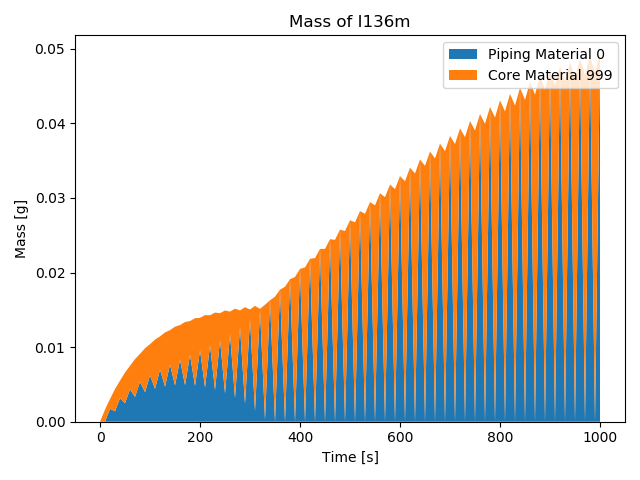 Mass of I136m
Piping Material 0
Core Material 999
Mass [g]
0.05
0.04
0.03
0.02
0.01
0.00
0
200
400
600
800
1000
Time [s]